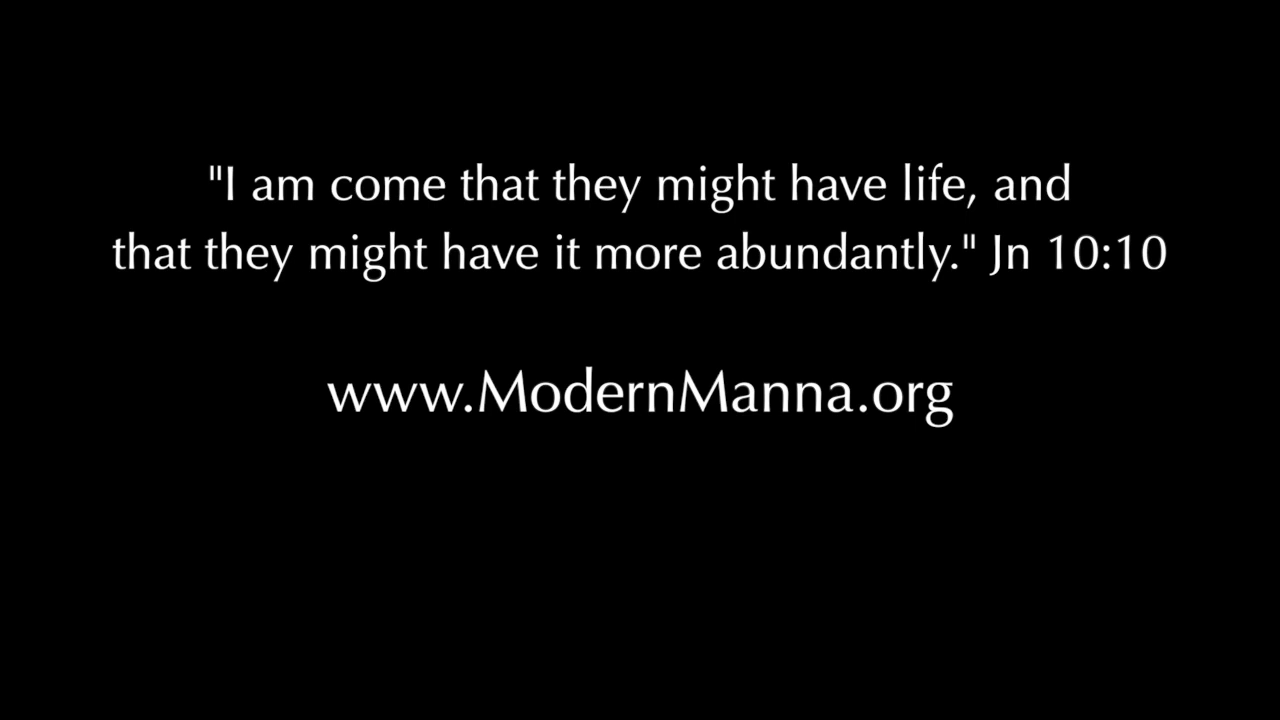 "I am come that they might have life, and
that they might have it more abundantly." Jn 10:10
www.ModernManna.org